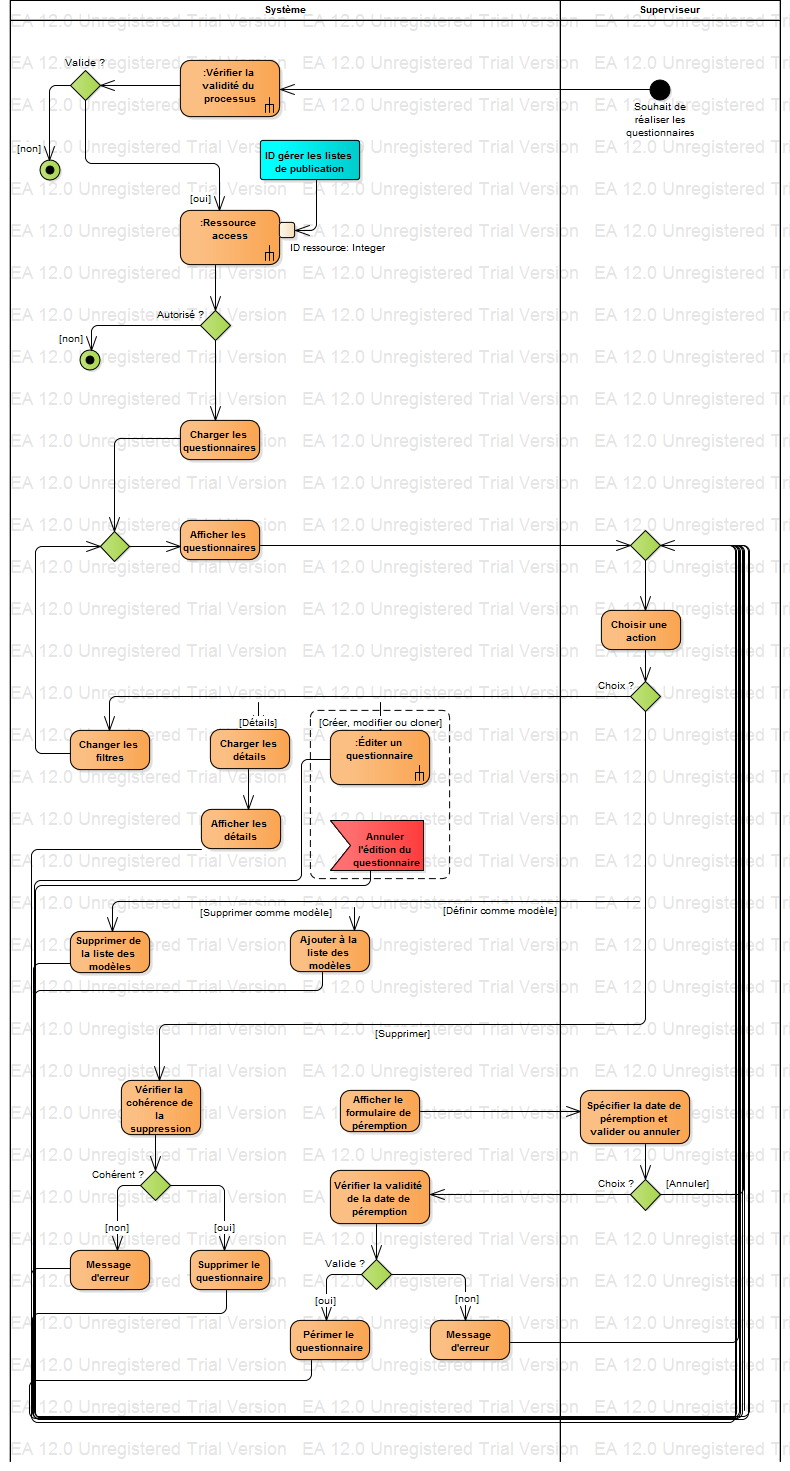 Système
Superviseur
Valide ?
:Vérifier la
validité du
processus
Souhait de
réaliser les
questionnaires
[non]
ID gérer les listes
de publication
[oui]
:Ressource
access
ID ressource: Integer
Autorisé ?
[non]
Charger les
questionnaires
Afficher les
questionnaires
Choisir une
action
Choix ?
[Détails]
[Créer, modifier ou cloner]
Changer les
filtres
Charger les
détails
:Éditer un
questionnaire
Afficher les
détails
Annuler
l'édition du
questionnaire
[Supprimer comme modèle]
[Définir comme modèle]
Supprimer de
la liste des
modèles
Ajouter à la
liste des
modèles
[Supprimer]
Vérifier la
cohérence de
la
suppression
Afficher le
formulaire de
péremption
Spécifier la date de
péremption et
valider ou annuler
Cohérent ?
Vérifier la validité
de la date de
péremption
Choix ?
[Annuler]
[non]
[oui]
Message
d'erreur
Supprimer le
questionnaire
Valide ?
[oui]
[non]
Périmer le
questionnaire
Message
d'erreur
EA 12.0 Unregistered Trial Version